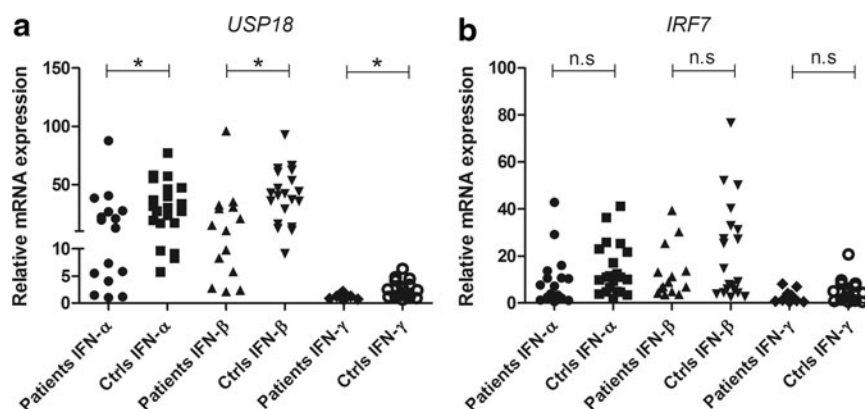 a
USP18
Relative mRNA expression
150
100
50
10
5
0
*
*
*
Patients IFN-α
Ctrls IFN-α
Patients IFN-β
Ctrls IFN-β
Patients IFN-γ
Ctrls IFN-γ
b
IRF7
Relative mRNA expression
100
80
60
40
20
0
n.s
n.s
n.s
Patients IFN-α
Ctrls IFN-α
Patients IFN-β
Ctrls IFN-β
Patients IFN-γ
Ctrls IFN-γ